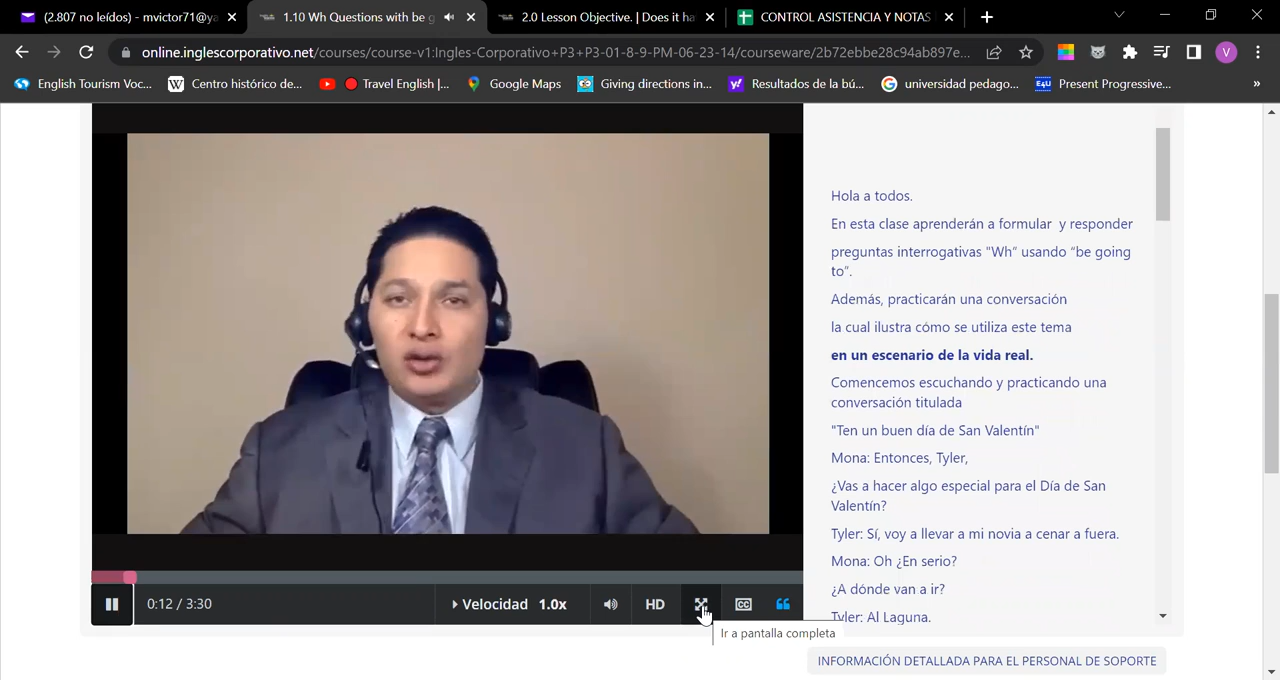 (2.807 no leídos) - mvictor71@ya
1.10 Wh Questions with be g
2.0 Lesson Objective. | Does it ha
CONTROL ASISTENCIA Y NOTAS
online.inglescorporativo.net/courses/course-v1:Ingles-Corporativo+P3+P3-01-8-9-PM-06-23-14/courseware/2b72ebbe28c94ab897e...
V
English Tourism Voc...
Centro histórico de...
Travel English |...
Google Maps
Giving directions in...
Resultados de la bú...
universidad pedago...
Present Progressive...
»
Hola a todos.
En esta clase aprenderán a formular y responder
preguntas interrogativas "Wh" usando “be going
to”.
Además, practicarán una conversación
la cual ilustra cómo se utiliza este tema
en un escenario de la vida real.
Comencemos escuchando y practicando una
conversación titulada
"Ten un buen día de San Valentín"
Mona: Entonces, Tyler,
¿Vas a hacer algo especial para el Día de San
Valentín?
Tyler: Sí, voy a llevar a mi novia a cenar a fuera.
Mona: Oh ¿En serio?
¿A dónde van a ir?
Tyler: Al Laguna.
0:12 / 3:30
Velocidad 1.0x
HD
CC
Ir a pantalla completa
INFORMACIÓN DETALLADA PARA EL PERSONAL DE SOPORTE